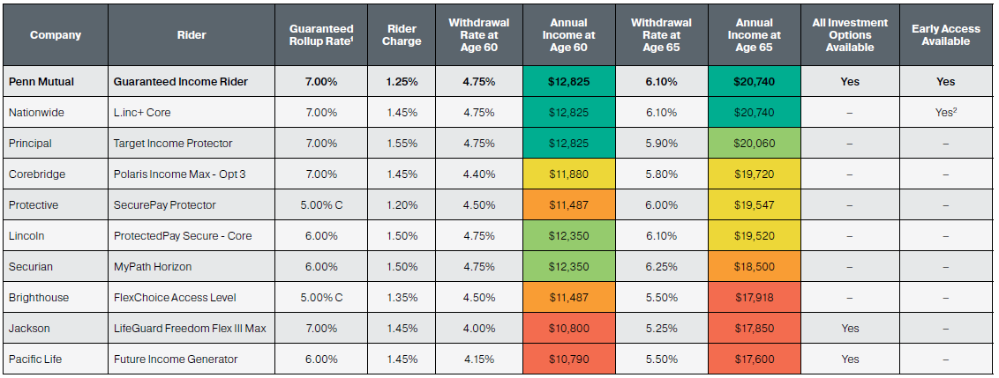 Company Rider Guaranteed Rollup Rate¹ Rider Charge Withdrawal Rate at Age 60 Annual Income at Age 60 Withdrawal Rate at Age 65 Annual Income at Age 65 All Investment Options Available Early Access Available
Penn Mutual Guaranteed Income Rider 7.00% 1.25% 4.75% $12,825 6.10% $20,740 Yes Yes
Nationwide L.inc+ Core 7.00% 1.45% 4.75% $12,825 6.10% $20,740 – Yes²
Principal Target Income Protector 7.00% 1.55% 4.75% $12,825 5.90% $20,060 – –
Corebridge Polaris Income Max - Opt 3 7.00% 1.45% 4.40% $11,880 5.80% $19,720 – –
Protective SecurePay Protector 5.00% C 1.20% 4.50% $11,487 6.00% $19,547 – –
Lincoln ProtectedPay Secure - Core 6.00% 1.50% 4.75% $12,350 6.10% $19,520 – –
Securian MyPath Horizon 6.00% 1.50% 4.75% $12,350 6.25% $18,500 – –
Brighthouse FlexChoice Access Level 5.00% C 1.35% 4.50% $11,487 5.50% $17,918 – –
Jackson LifeGuard Freedom Flex III Max 7.00% 1.45% 4.00% $10,800 5.25% $17,850 Yes –
Pacific Life Future Income Generator 6.00% 1.45% 4.15% $10,790 5.50% $17,600 Yes –